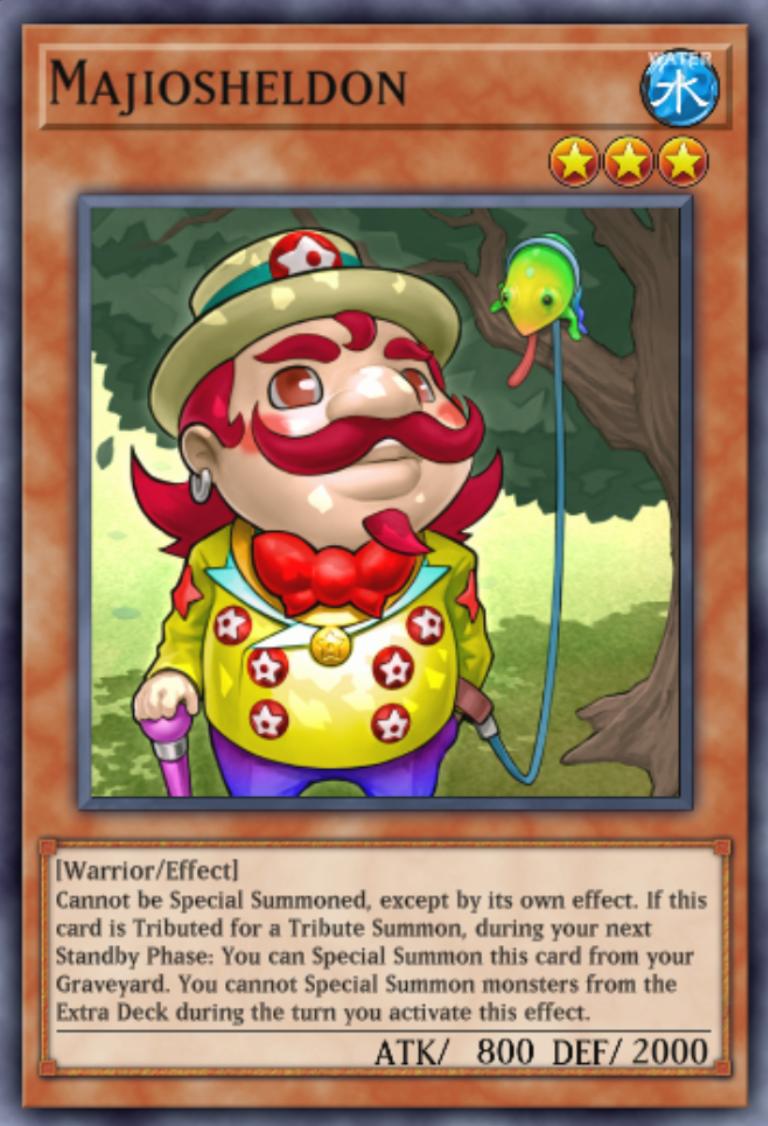 MAJIOSHELDON
WATER
水
[Warrior/Effect]
Cannot be Special Summoned, except by its own effect. If this
card is Tributed for a Tribute Summon, during your next
Standby Phase: You can Special Summon this card from your
Graveyard. You cannot Special Summon monsters from the
Extra Deck during the turn you activate this effect.
ATK/ 800 DEF/ 2000